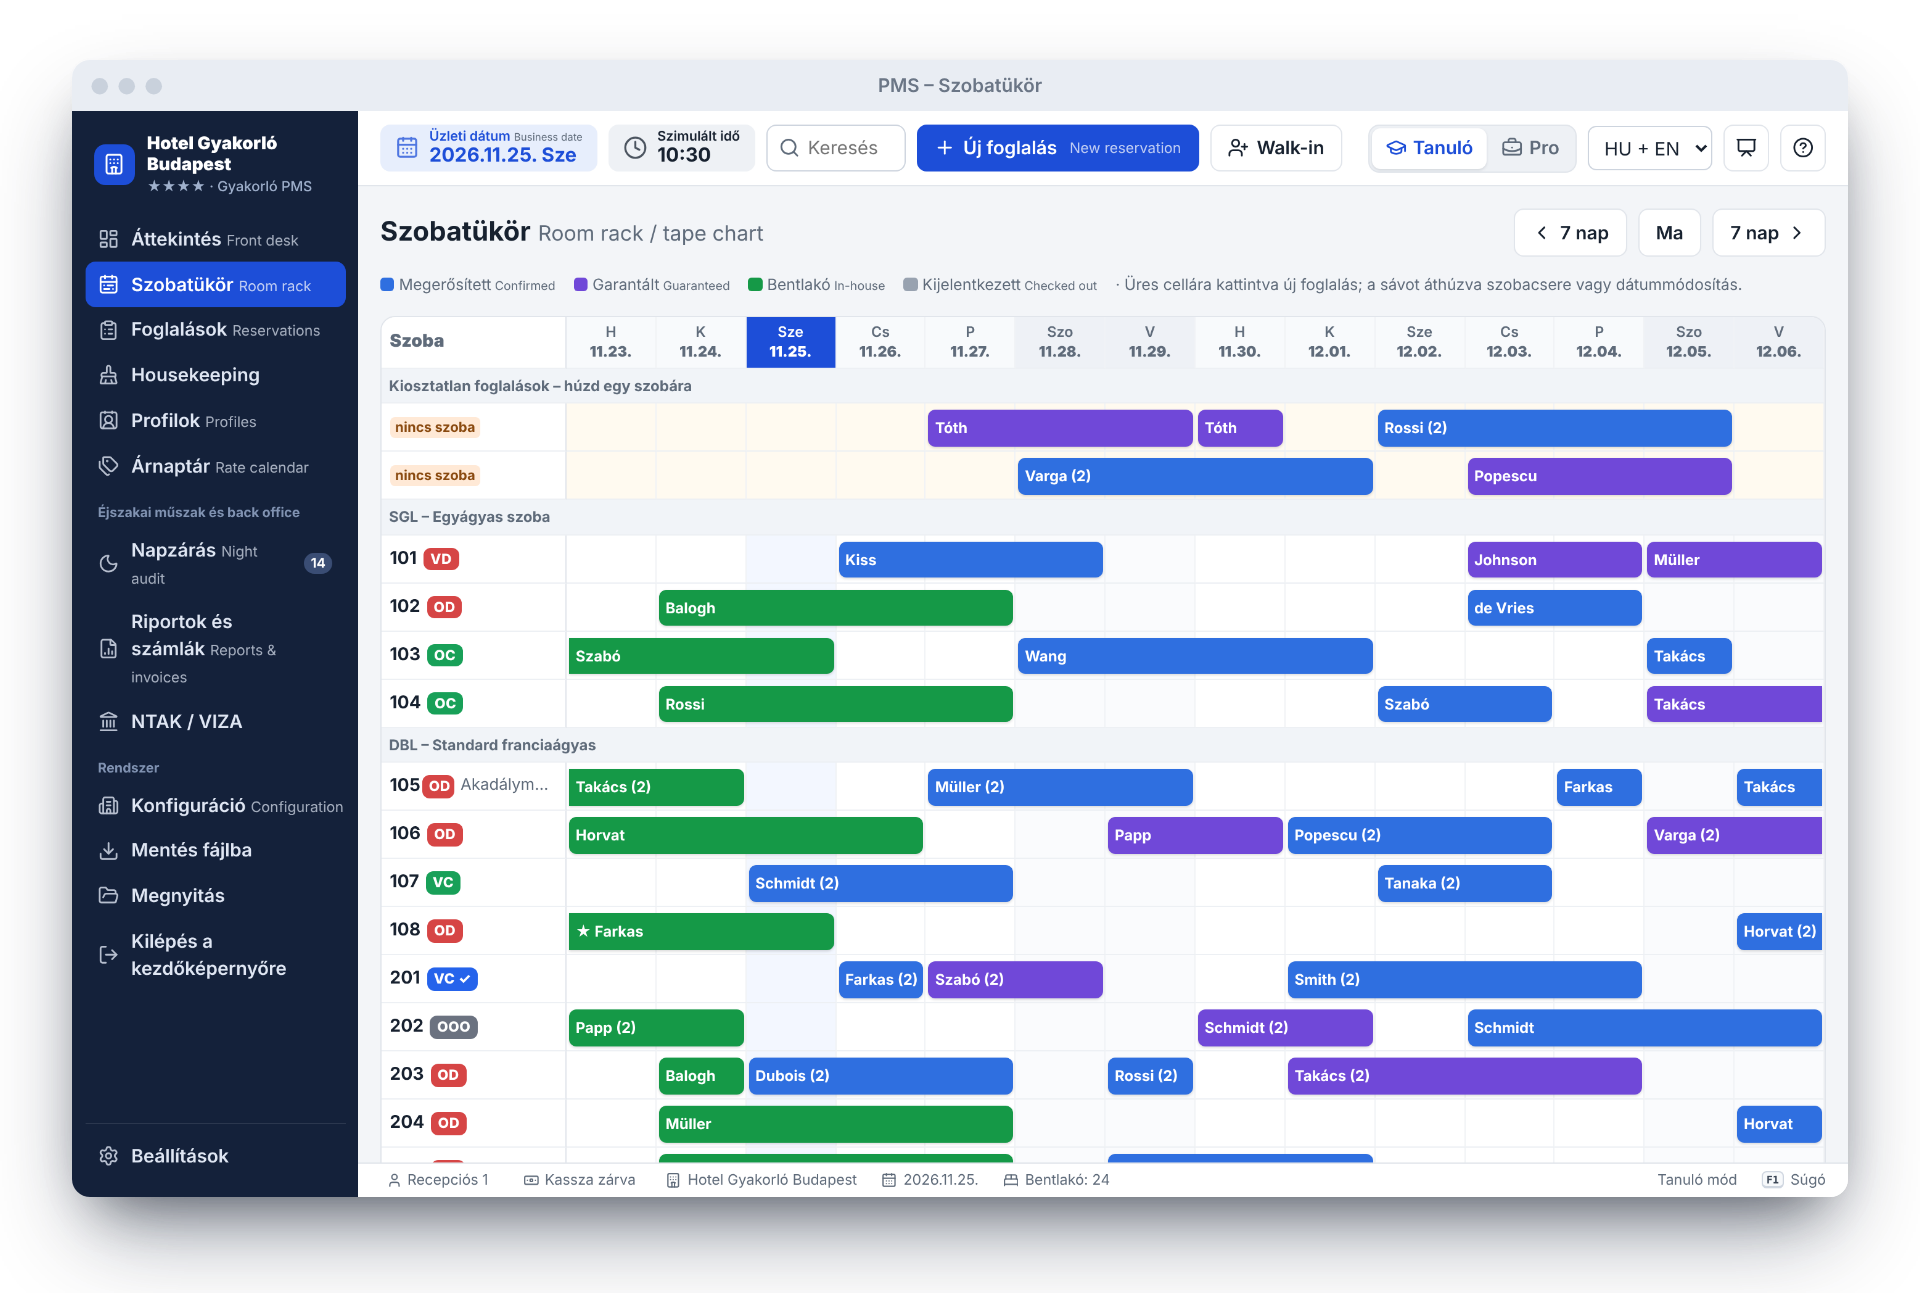 PMS – Szobatükör
Hotel Gyakorló
Budapest
★★★★ · Gyakorló PMS
Áttekintés Front desk
Szobatükör Room rack
Foglalások Reservations
Housekeeping
Profilok Profiles
Árnaptár Rate calendar
Éjszakai műszak és back office
Napzárás Night
audit
14
Riportok és
számlák Reports &
invoices
NTAK / VIZA
Rendszer
Konfiguráció Configuration
Mentés fájlba
Megnyitás
Kilépés a
kezdőképernyőre
Beállítások
Üzleti dátum Business date
2026.11.25. Sze
Szimulált idő
10:30
Keresés
Új foglalás New reservation
Walk-in
Tanuló
Pro
HU + EN
Szobatükör Room rack / tape chart
7 nap
Ma
7 nap
Megerősített Confirmed
Garantált Guaranteed
Bentlakó In-house
Kijelentkezett Checked out
· Üres cellára kattintva új foglalás; a sávot áthúzva szobacsere vagy dátummódosítás.
Szoba
H 11.23.
K 11.24.
Sze 11.25.
Cs 11.26.
P 11.27.
Szo 11.28.
V 11.29.
H 11.30.
K 12.01.
Sze 12.02.
Cs 12.03.
P 12.04.
Szo 12.05.
V 12.06.
Kiosztatlan foglalások – húzd egy szobára
nincs szoba Tóth Tóth Rossi (2)
nincs szoba Varga (2) Popescu
SGL – Egyágyas szoba
101 VD Kiss Johnson Müller
102 OD Balogh de Vries
103 OC Szabó Wang Takács
104 OC Rossi Szabó Takács
DBL – Standard franciaágyas
105 OD Akadálym... Takács (2) Müller (2) Farkas Takács
106 OD Horvat Papp Popescu (2) Varga (2)
107 VC Schmidt (2) Tanaka (2)
108 OD ★ Farkas Horvat (2)
201 VC ✓ Farkas (2) Szabó (2) Smith (2)
202 OOO Papp (2) Schmidt (2) Schmidt
203 OD Balogh Dubois (2) Rossi (2) Takács (2)
204 OD Müller Horvat
Recepciós 1
Kassza zárva
Hotel Gyakorló Budapest
2026.11.25.
Bentlakó: 24
Tanuló mód
F1 Súgó